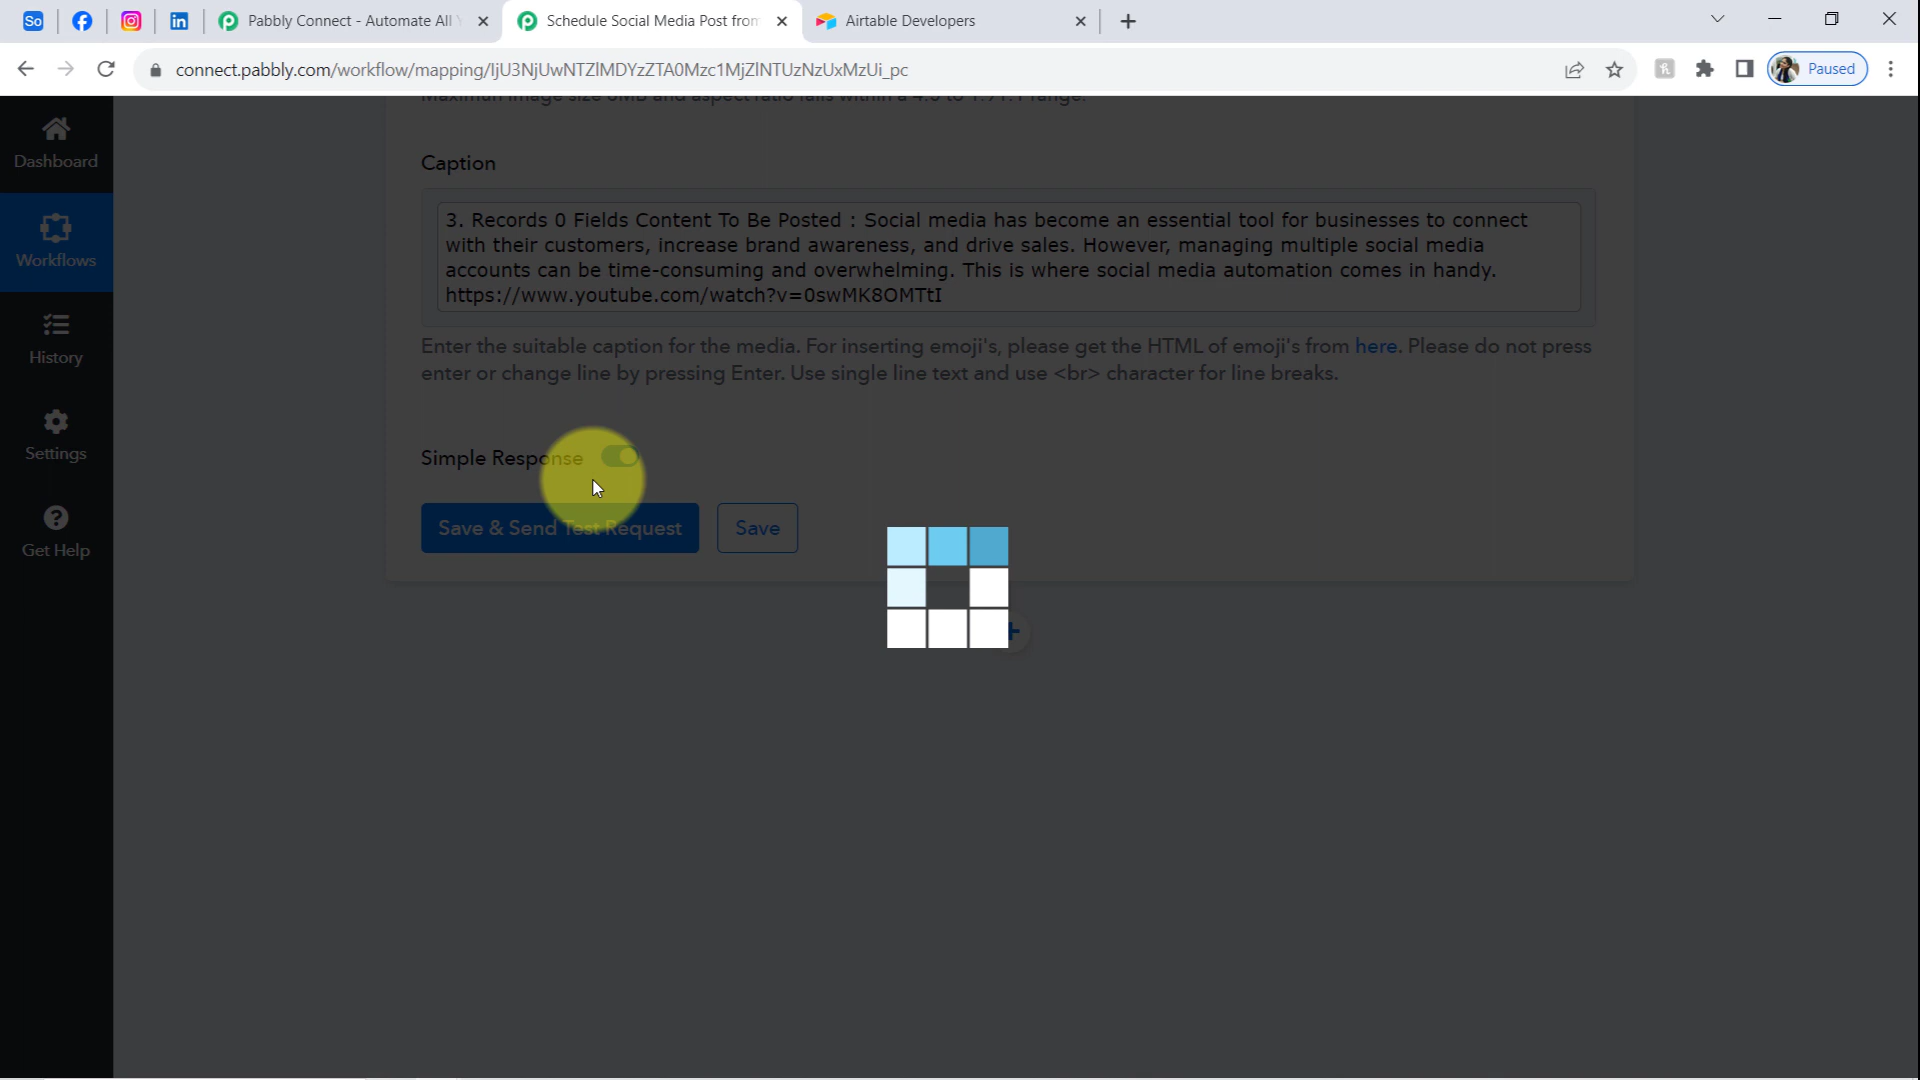 So
in
Pabbly Connect - Automate All Y
Schedule Social Media Post from
Airtable Developers
connect.pabbly.com/workflow/mapping/IjU3NjUwNTZlMDYzZTA0Mzc1MjZlNTUzNzUxMzUi_pc
Paused
Maximan image size 8MB and aspect ratio falls within a 4:5 to 1.91:1 range.
Dashboard
Workflows
History
Settings
Get Help
Caption
3. Records 0 Fields Content To Be Posted : Social media has become an essential tool for businesses to connect
with their customers, increase brand awareness, and drive sales. However, managing multiple social media
accounts can be time-consuming and overwhelming. This is where social media automation comes in handy.
https://www.youtube.com/watch?v=0swMK8OMTtI
Enter the suitable caption for the media. For inserting emoji's, please get the HTML of emoji's from here. Please do not press
enter or change line by pressing Enter. Use single line text and use <br> character for line breaks.
Simple Response
Save & Send Test Request
Save